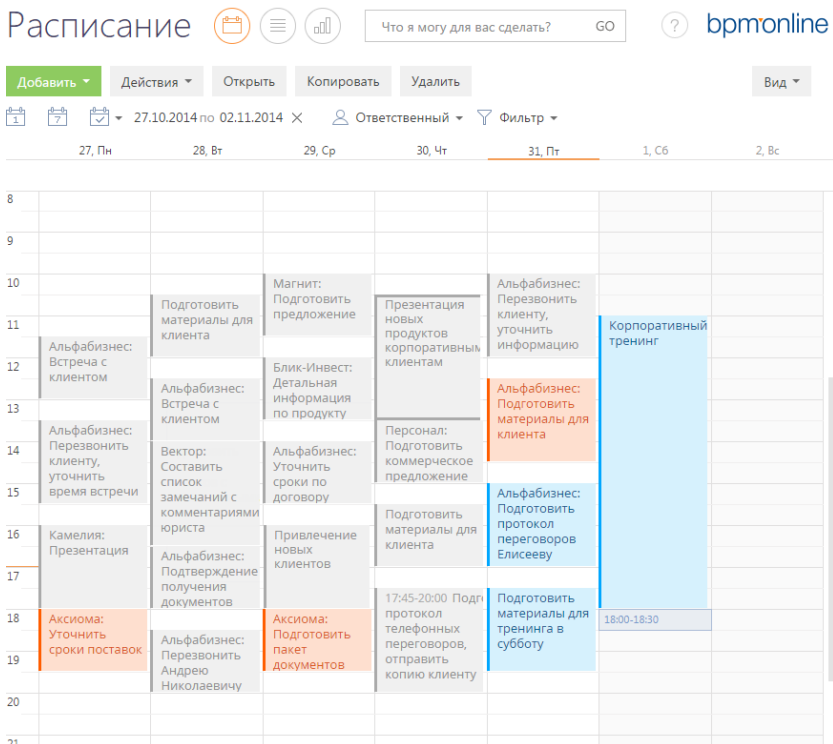 Расписание
Что я могу для вас сделать? GO
?
bpmonline
Добавить
Действия
Открыть
Копировать
Удалить
Вид
1
7
27.10.2014 по 02.11.2014
Ответственный
Фильтр
27, Пн
28, Вт
29, Ср
30, Чт
31, Пт
1, Сб
2, Вс
8
9
10
11
12
13
14
15
16
17
18
19
20
21
Альфабизнес:
Встреча с
клиентом
Альфабизнес:
Перезвонить
клиенту,
уточнить
время встречи
Камелия:
Презентация
Аксиома:
Уточнить
сроки поставок
Подготовить
материалы для
клиента
Альфабизнес:
Встреча с
клиентом
Вектор:
Составить
список
замечаний с
комментариями
юриста
Альфабизнес:
Подтверждение
получения
документов
Альфабизнес:
Перезвонить
Андрею
Николаевичу
Магнит:
Подготовить
предложение
Блик-Инвест:
Детальная
информация
по продукту
Альфабизнес:
Уточнить
сроки по
договору
Привлечение
новых
клиентов
Аксиома:
Подготовить
пакет
документов
Презентация
новых
продуктов
корпоративным
клиентам
Персонал:
Подготовить
коммерческое
предложение
Подготовить
материалы для
клиента
17:45-20:00 Подг
протокол
телефонных
переговоров,
отправить
копию клиенту
Альфабизнес:
Перезвонить
клиенту,
уточнить
информацию
Альфабизнес:
Подготовить
материалы для
клиента
Альфабизнес:
Подготовить
протокол
переговоров
Елисееву
Подготовить
материалы для
тренинга в
субботу
Корпоративный
тренинг
18:00-18:30